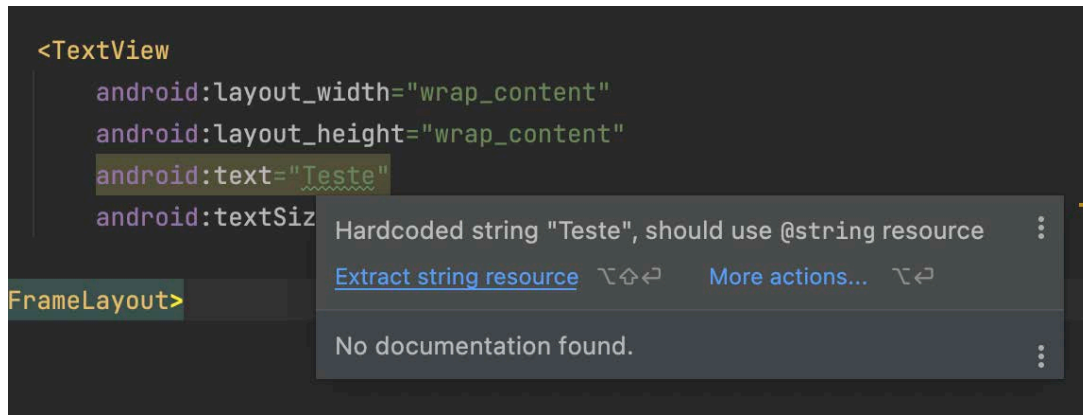 <TextView
android:layout_width="wrap_content"
android:layout_height="wrap_content"
android:text="Teste"
android:textSiz
Hardcoded string "Teste", should use @string resource
Extract string resource ⌥⇧⏎ More actions... ⌥⏎
FrameLayout>
No documentation found.